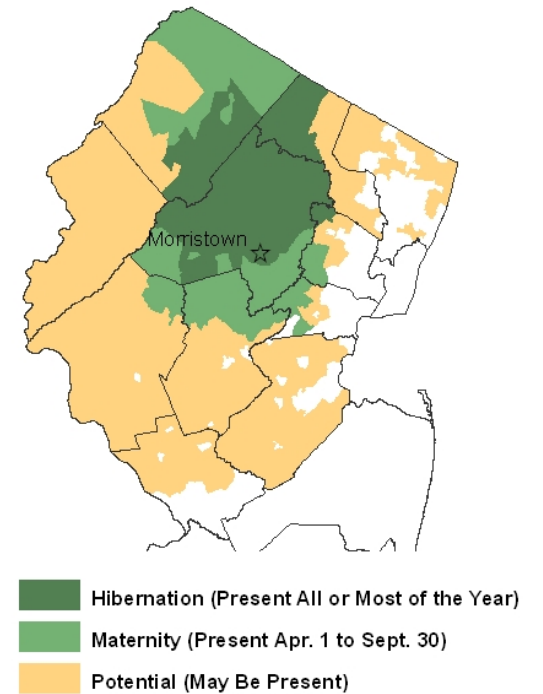 Morristown
Hibernation (Present All or Most of the Year)
Maternity (Present Apr. 1 to Sept. 30)
Potential (May Be Present)